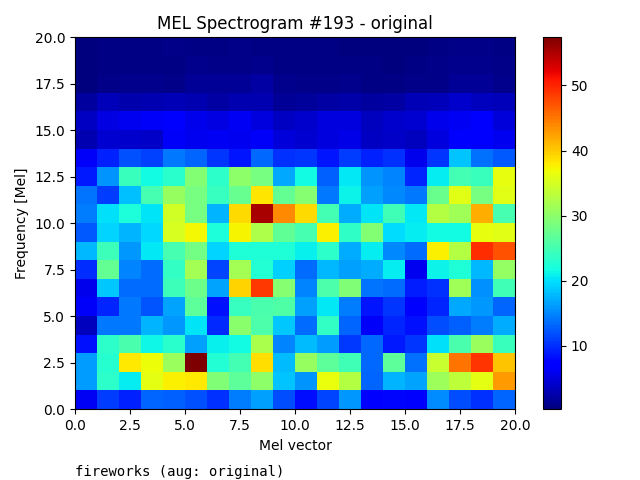 MEL Spectrogram #193 - original
20.0
17.5
15.0
12.5
10.0
7.5
5.0
2.5
0.0
Frequency [Mel]
0.0 2.5 5.0 7.5 10.0 12.5 15.0 17.5 20.0
Mel vector
50
40
30
20
10
fireworks (aug: original)